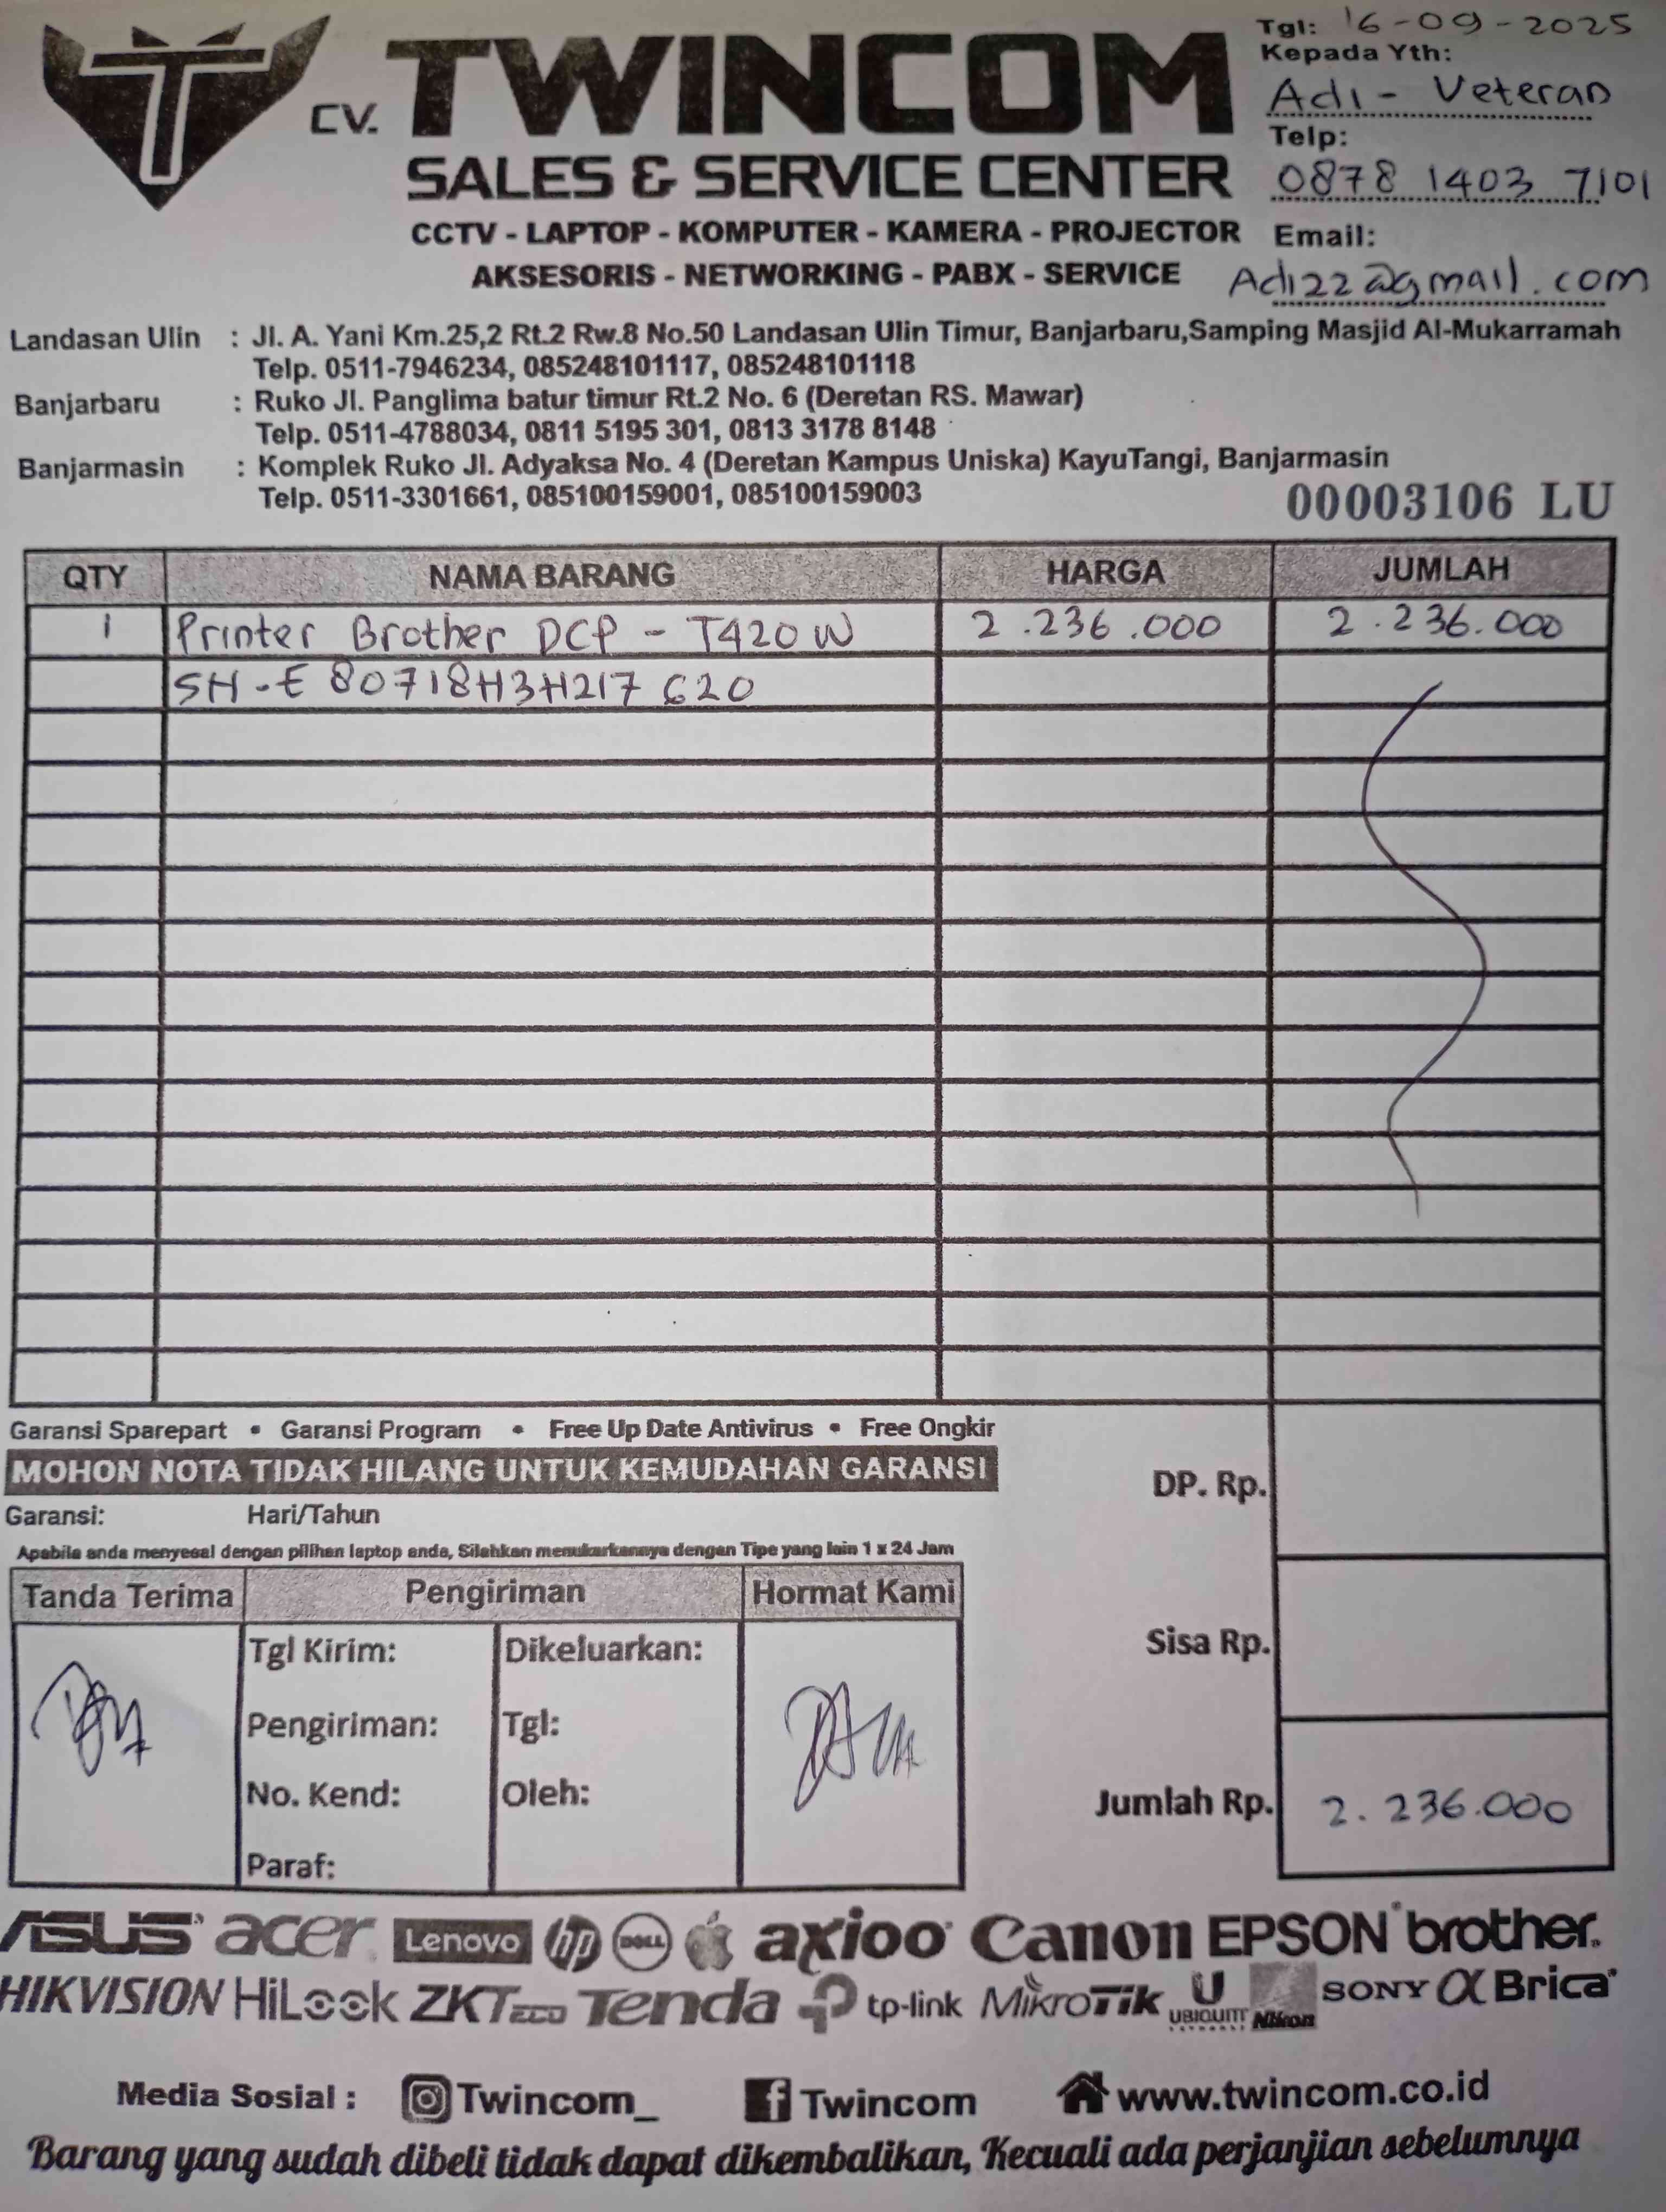 Tgl: 16-09-2025
Kepada Yth:
Adi - Veteran
Telp:
0878 1403 7101
Email:
Adi22@gmail.com
CV. TWINCOM
SALES & SERVICE CENTER
CCTV - LAPTOP - KOMPUTER - KAMERA - PROJECTOR
AKSESORIS - NETWORKING - PABX - SERVICE
Landasan Ulin : Jl. A. Yani Km.25,2 Rt.2 Rw.8 No.50 Landasan Ulin Timur, Banjarbaru,Samping Masjid Al-Mukarramah
Telp. 0511-7946234, 085248101117, 085248101118
Banjarbaru : Ruko Jl. Panglima batur timur Rt.2 No. 6 (Deretan RS. Mawar)
Telp. 0511-4788034, 0811 5195 301, 0813 3178 8148
Banjarmasin : Komplek Ruko Jl. Adyaksa No. 4 (Deretan Kampus Uniska) KayuTangi, Banjarmasin
Telp. 0511-3301661, 085100159001, 085100159003
00003106 LU
QTY NAMA BARANG HARGA JUMLAH
1 Printer Brother DCP - T420W 2.236.000 2.236.000
SH-E80718H3H217620
Garansi Sparepart • Garansi Program • Free Up Date Antivirus • Free Ongkir
MOHON NOTA TIDAK HILANG UNTUK KEMUDAHAN GARANSI
Garansi: Hari/Tahun
Apabila anda menyesal dengan pilihan laptop anda, Silahkan menukarkannya dengan Tipe yang lain 1 x 24 Jam
DP. Rp.
Sisa Rp.
Jumlah Rp. 2.236.000
Tanda Terima Pengiriman Hormat Kami
Tgl Kirim: Dikeluarkan:
Pengiriman: Tgl:
No. Kend: Oleh:
Paraf:
ASUS acer Lenovo hp DELL axioo Canon EPSON brother
HIKVISION HiLook ZKTeco Tenda tp-link MikroTik U UBIQUITI Nikon SONY α Brica
Media Sosial : Twincom_ Twincom www.twincom.co.id
Barang yang sudah dibeli tidak dapat dikembalikan, Kecuali ada perjanjian sebelumnya